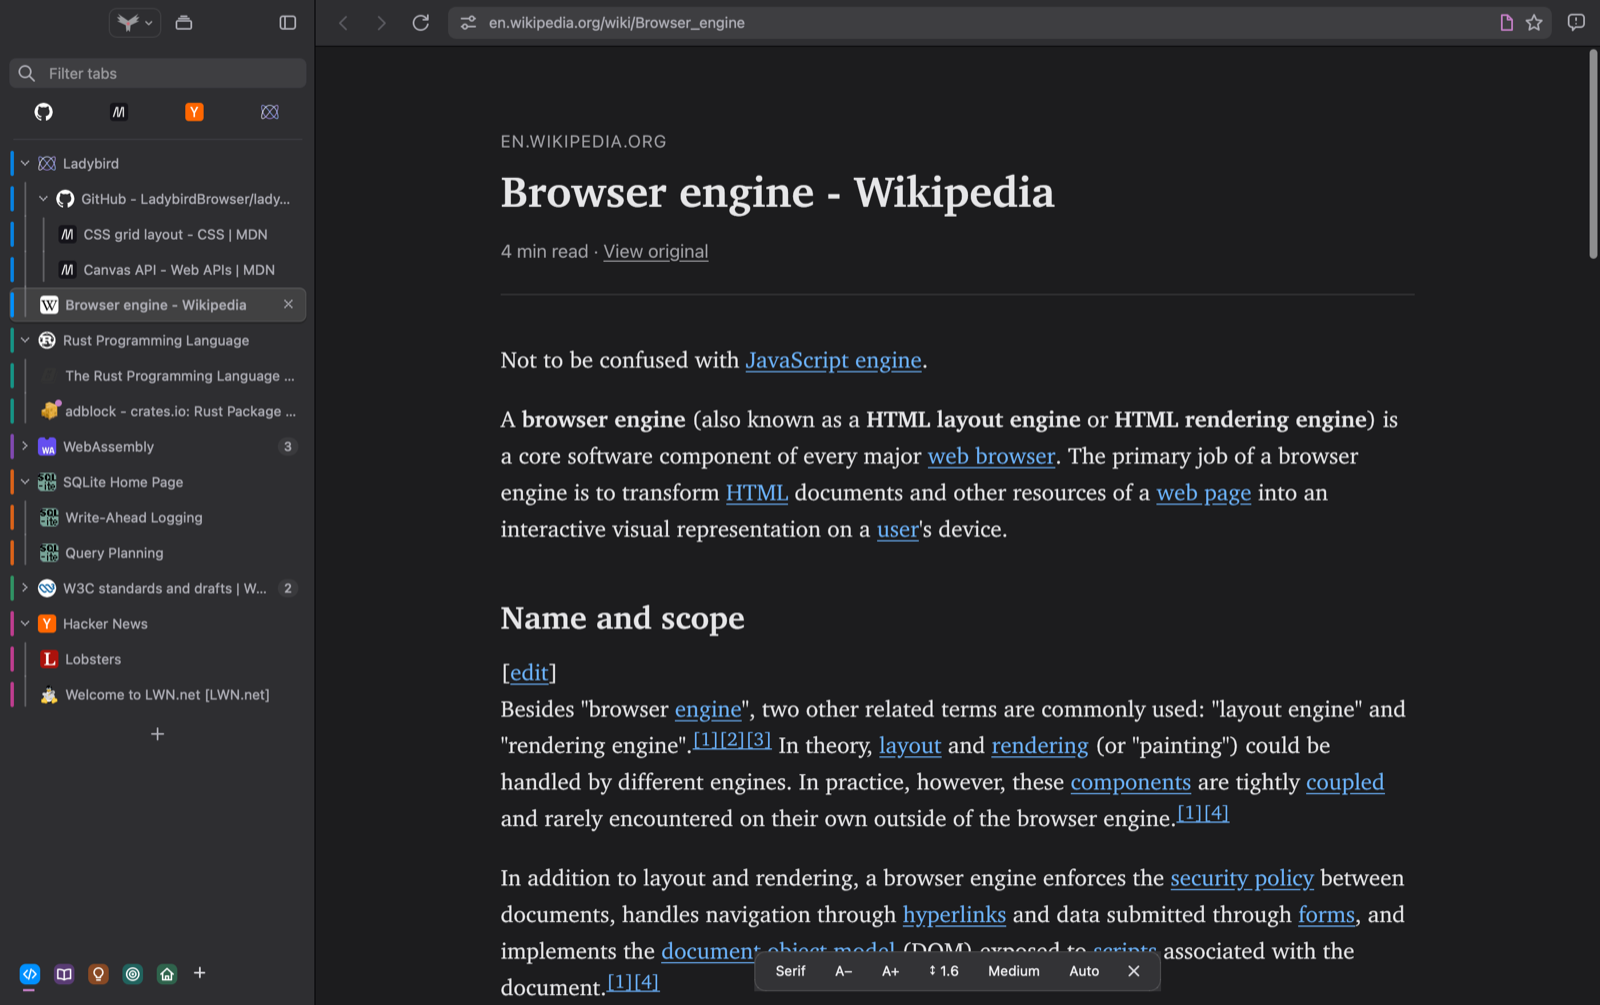 en.wikipedia.org/wiki/Browser_engine
Filter tabs
Ladybird
GitHub - LadybirdBrowser/lady...
CSS grid layout - CSS | MDN
Canvas API - Web APIs | MDN
Browser engine - Wikipedia
Rust Programming Language
The Rust Programming Language ...
adblock - crates.io: Rust Package ...
WebAssembly 3
SQLite Home Page
Write-Ahead Logging
Query Planning
W3C standards and drafts | W... 2
Hacker News
Lobsters
Welcome to LWN.net [LWN.net]
EN.WIKIPEDIA.ORG
Browser engine - Wikipedia
4 min read · View original
Not to be confused with JavaScript engine.
A browser engine (also known as a HTML layout engine or HTML rendering engine) is
a core software component of every major web browser. The primary job of a browser
engine is to transform HTML documents and other resources of a web page into an
interactive visual representation on a user's device.
Name and scope
[edit]
Besides "browser engine", two other related terms are commonly used: "layout engine" and
"rendering engine".[1][2][3] In theory, layout and rendering (or "painting") could be
handled by different engines. In practice, however, these components are tightly coupled
and rarely encountered on their own outside of the browser engine.[1][4]
In addition to layout and rendering, a browser engine enforces the security policy between
documents, handles navigation through hyperlinks and data submitted through forms, and
implements the document object model (DOM) exposed to scripts associated with the
document.[1][4]
Serif A− A+ ↕ 1.6 Medium Auto